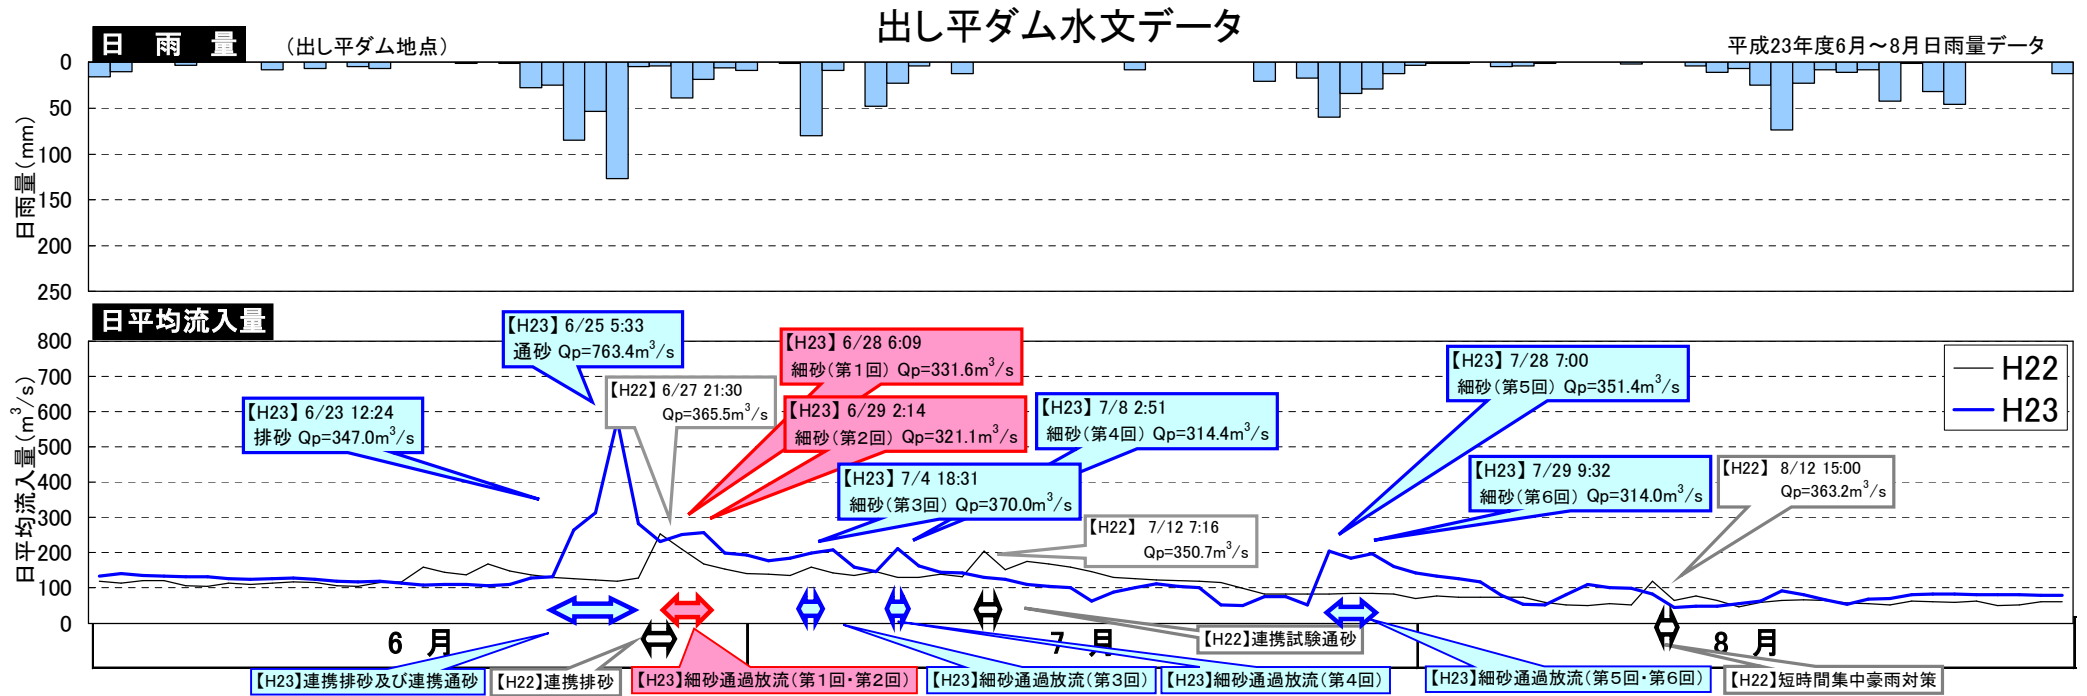 出し平ダム水文データ
日 雨 量
(出し平ダム地点)
平成23年度6月～8月日雨量データ
日雨量(mm)
0
50
100
150
200
250
日平均流入量
日平均流入量(m³/s)
800
700
600
500
400
300
200
100
0
【H23】 6/23 12:24
排砂 Qp=347.0m³/s
【H23】 6/25 5:33
通砂 Qp=763.4m³/s
【H22】 6/27 21:30
Qp=365.5m³/s
【H23】 6/28 6:09
細砂(第1回) Qp=331.6m³/s
【H23】 6/29 2:14
細砂(第2回) Qp=321.1m³/s
【H23】 7/4 18:31
細砂(第3回) Qp=370.0m³/s
【H23】 7/8 2:51
細砂(第4回) Qp=314.4m³/s
【H22】 7/12 7:16
Qp=350.7m³/s
【H23】 7/28 7:00
細砂(第5回) Qp=351.4m³/s
【H23】 7/29 9:32
細砂(第6回) Qp=314.0m³/s
【H22】 8/12 15:00
Qp=363.2m³/s
H22
H23
6 月
7 月
8 月
【H22】連携試験通砂
【H23】連携排砂及び連携通砂
【H22】連携排砂
【H23】細砂通過放流(第1回・第2回)
【H23】細砂通過放流(第3回)
【H23】細砂通過放流(第4回)
【H23】細砂通過放流(第5回・第6回)
【H22】短時間集中豪雨対策